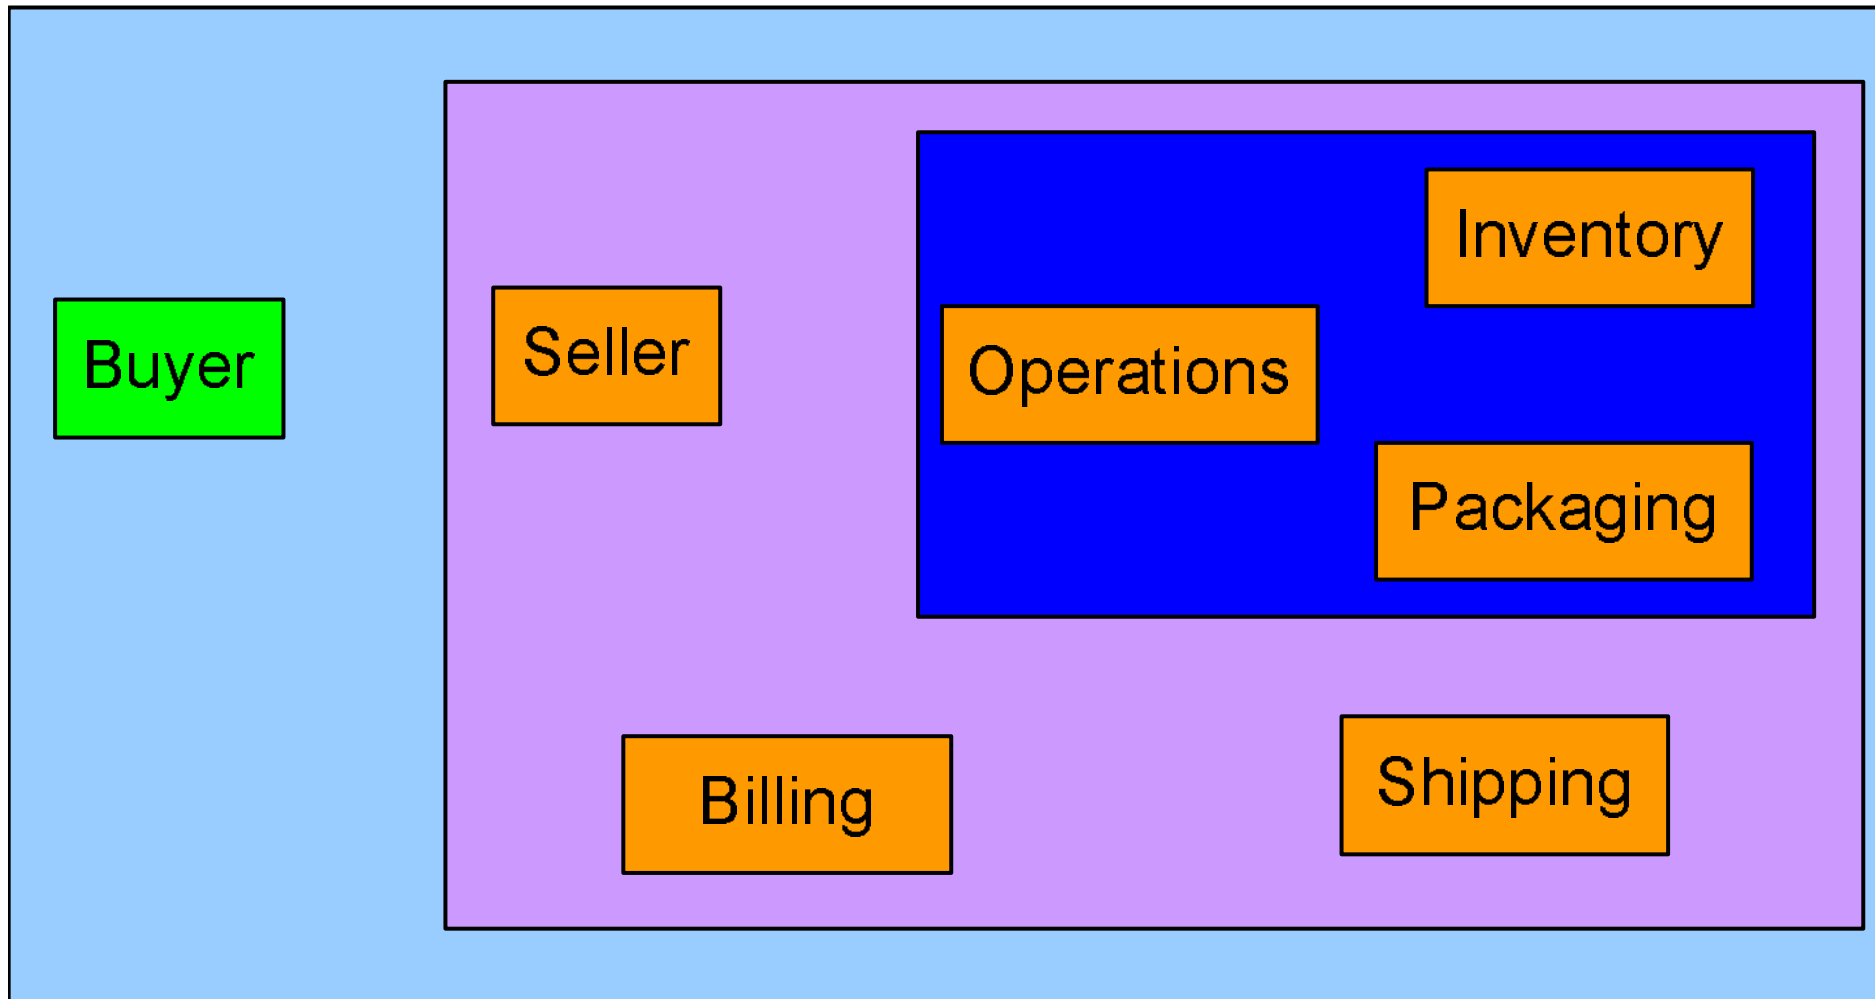 Buyer
Seller
Operations
Inventory
Packaging
Billing
Shipping